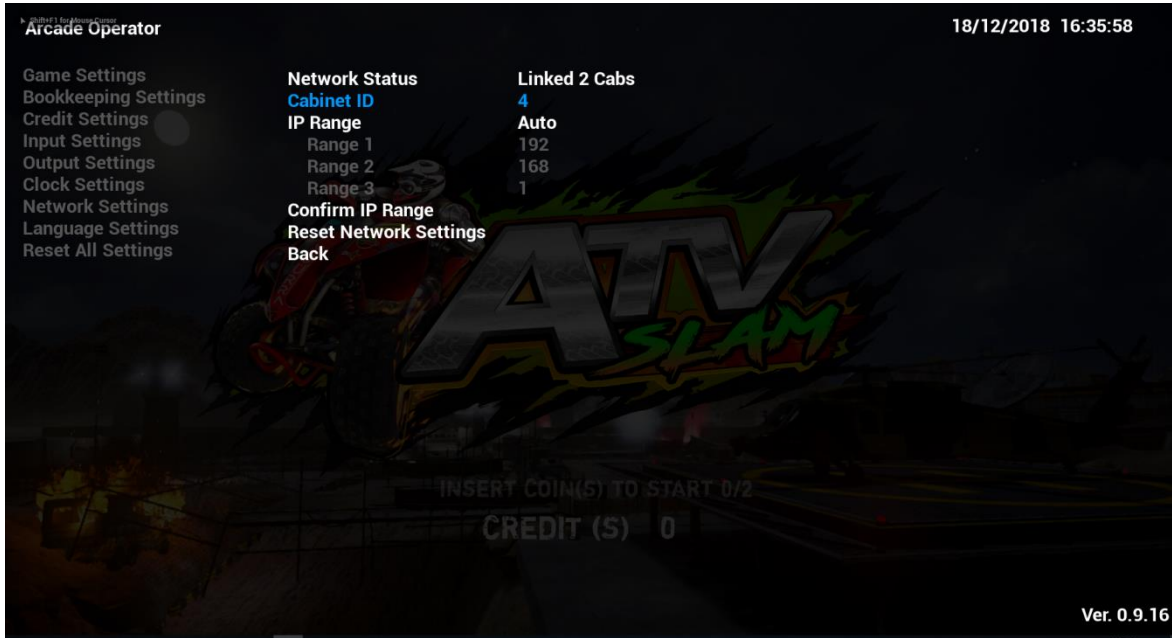 Shift+F1 for Mouse Cursor
Arcade Operator
18/12/2018 16:35:58
Game Settings
Bookkeeping Settings
Credit Settings
Input Settings
Output Settings
Clock Settings
Network Settings
Language Settings
Reset All Settings
Network Status Linked 2 Cabs
Cabinet ID 4
IP Range Auto
Range 1 192
Range 2 168
Range 3 1
Confirm IP Range
Reset Network Settings
Back
ATV
SLAM
INSERT COIN(S) TO START 0/2
CREDIT (S) 0
Ver. 0.9.16